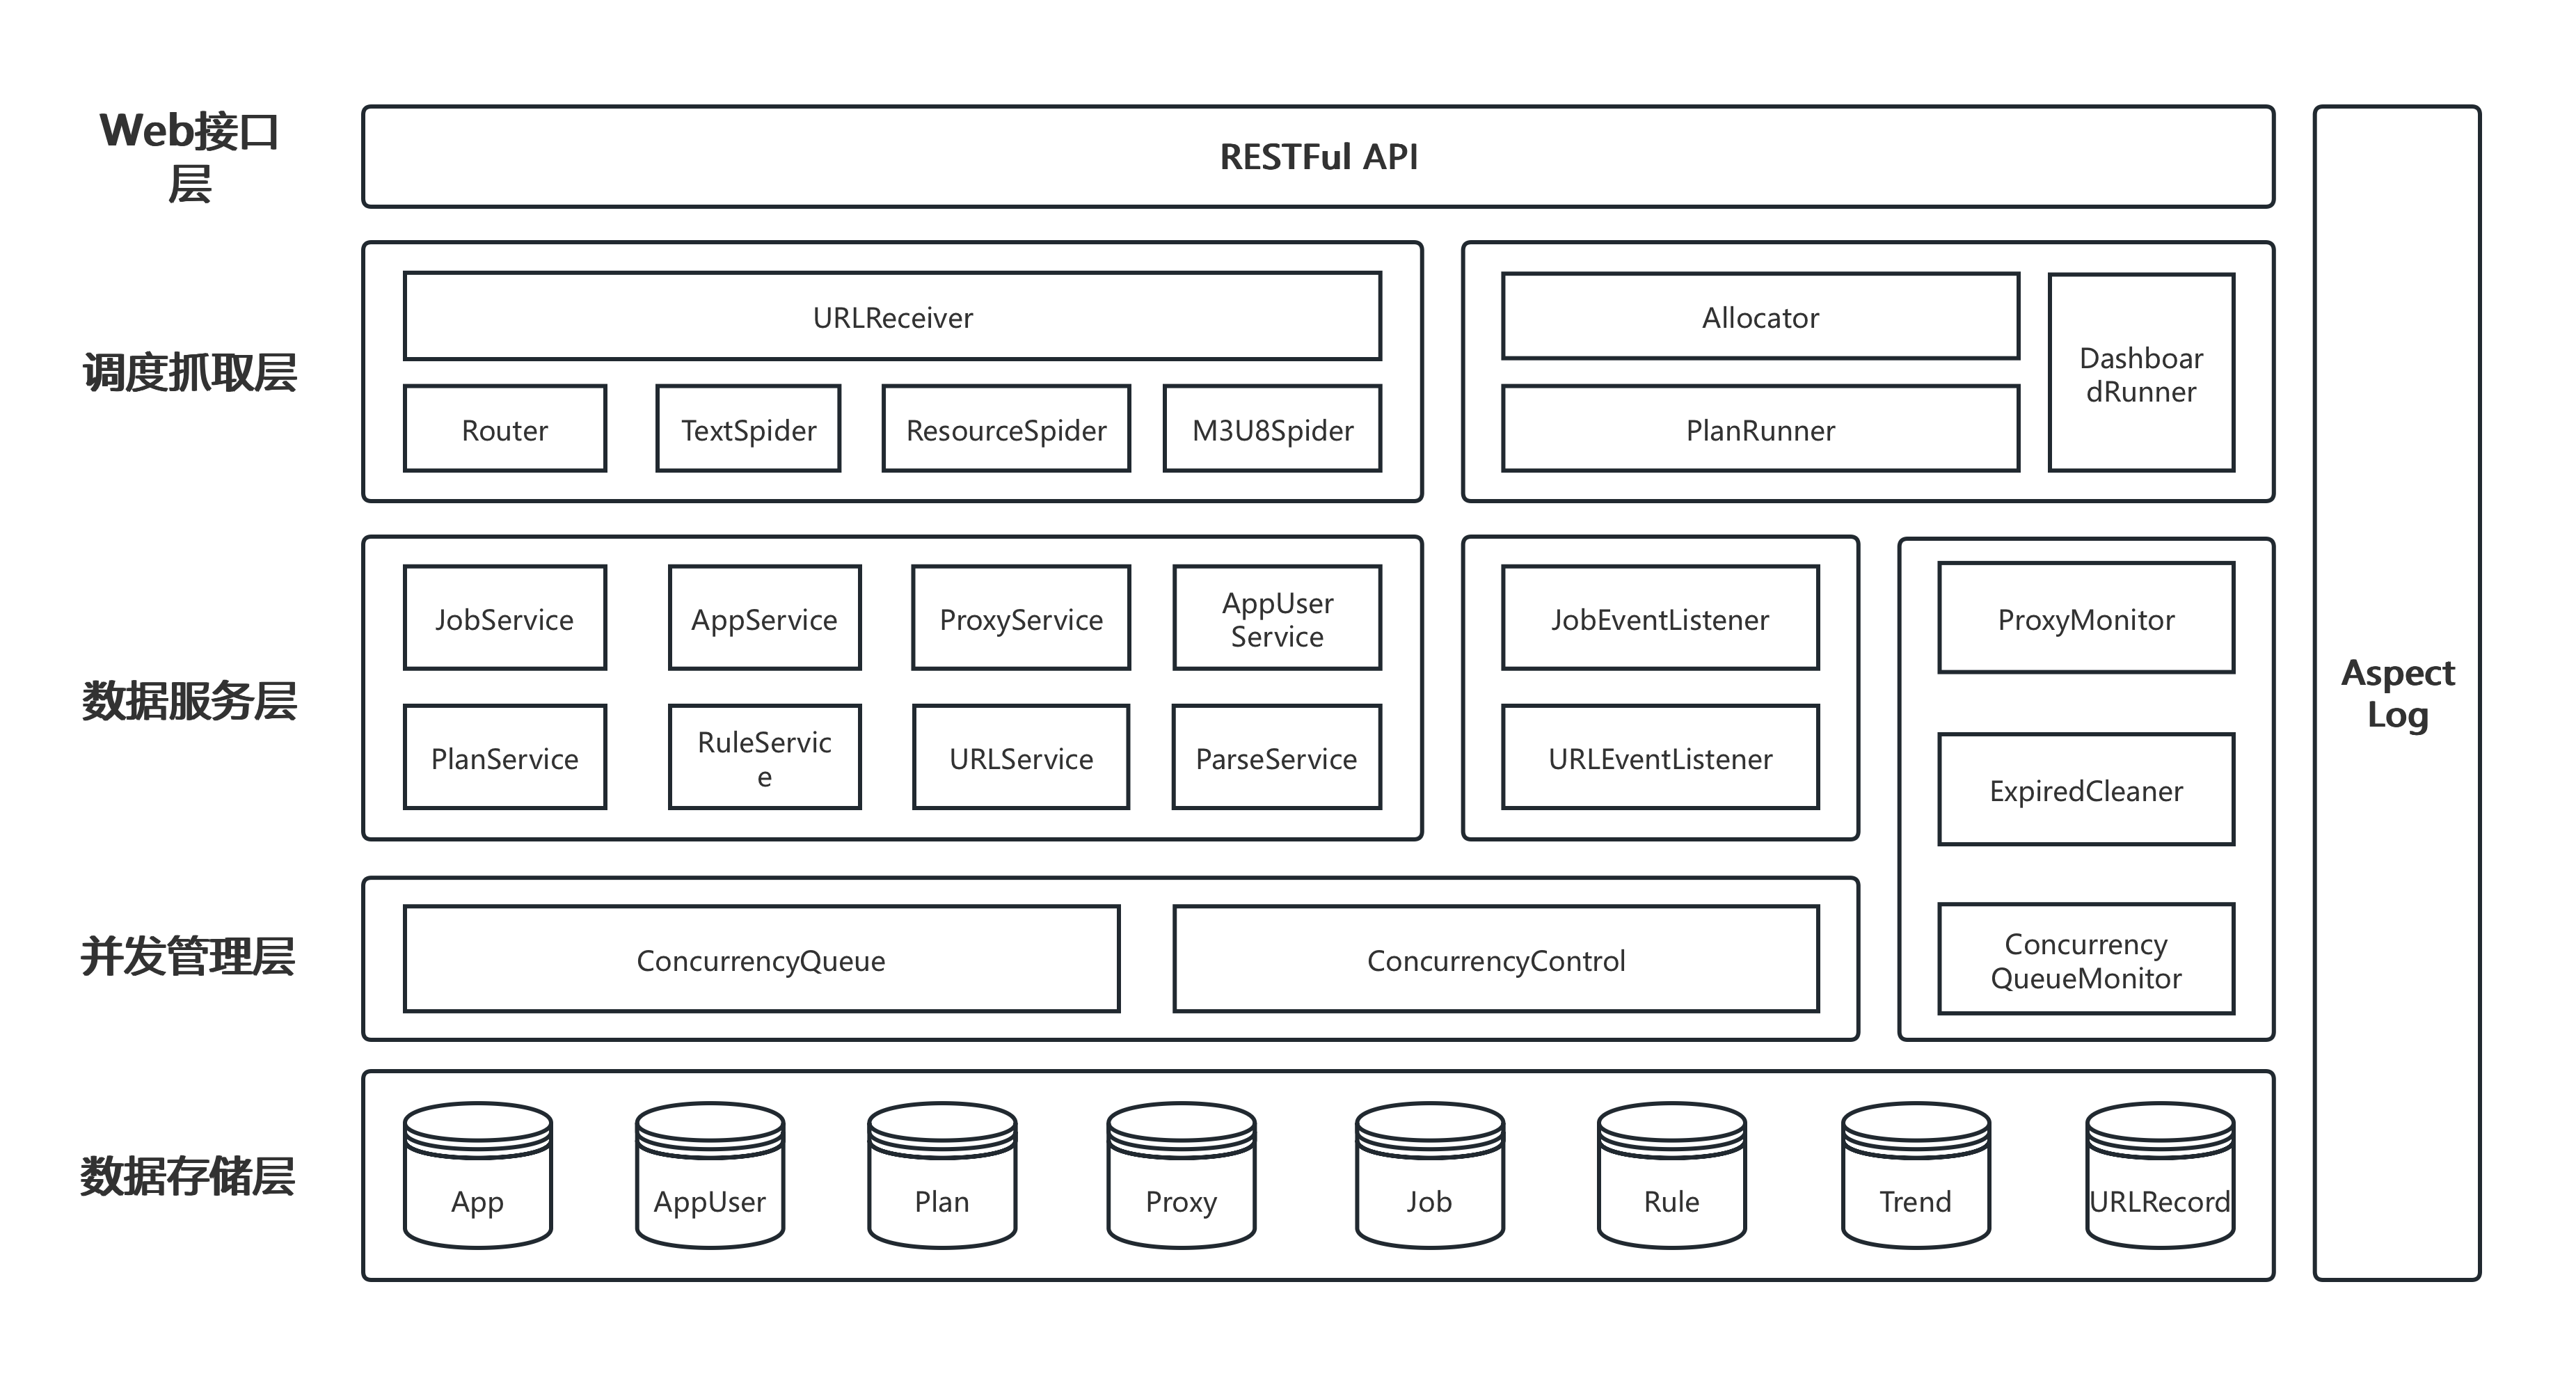 Web接口
层
RESTFul API
调度抓取层
URLReceiver
Router
TextSpider
ResourceSpider
M3U8Spider
Allocator
PlanRunner
Dashboar
dRunner
数据服务层
JobService
AppService
ProxyService
AppUser
Service
PlanService
RuleServic
e
URLService
ParseService
JobEventListener
URLEventListener
ProxyMonitor
ExpiredCleaner
Concurrency
QueueMonitor
并发管理层
ConcurrencyQueue
ConcurrencyControl
数据存储层
App
AppUser
Plan
Proxy
Job
Rule
Trend
URLRecord
Aspect
Log